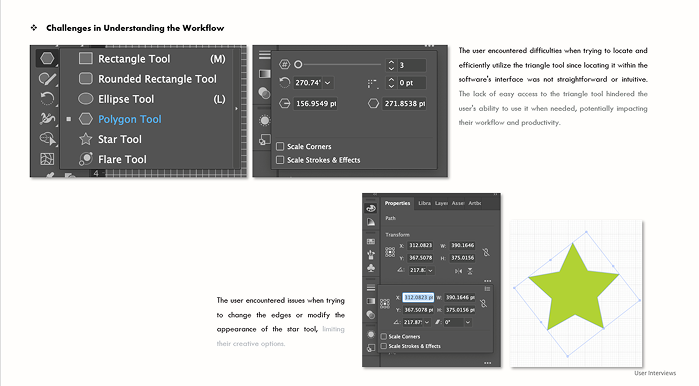 ❖ Challenges in Understanding the Workflow
Rectangle Tool (M)
Rounded Rectangle Tool
Ellipse Tool (L)
Polygon Tool
Star Tool
Flare Tool
4
3
270.74° 0 pt
156.9549 pt 271.8538 pt
Scale Corners
Scale Strokes & Effects
The user encountered difficulties when trying to locate and
efficiently utilize the triangle tool since locating it within the
software's interface was not straightforward or intuitive.
The lack of easy access to the triangle tool hindered the
user's ability to use it when needed, potentially impacting
their workflow and productivity.
Properties Libra Layer Asset Artbo
Path
Transform
X: 312.0823 W: 390.1646
Y: 367.5078 H: 375.0156
217.8°
X: 312.0823 pt W: 390.1646 pt
Y: 367.5078 pt H: 375.0156 pt
217.87° 0°
Scale Corners
Scale Strokes & Effects
The user encountered issues when trying
to change the edges or modify the
appearance of the star tool, limiting
their creative options.
User Interviews